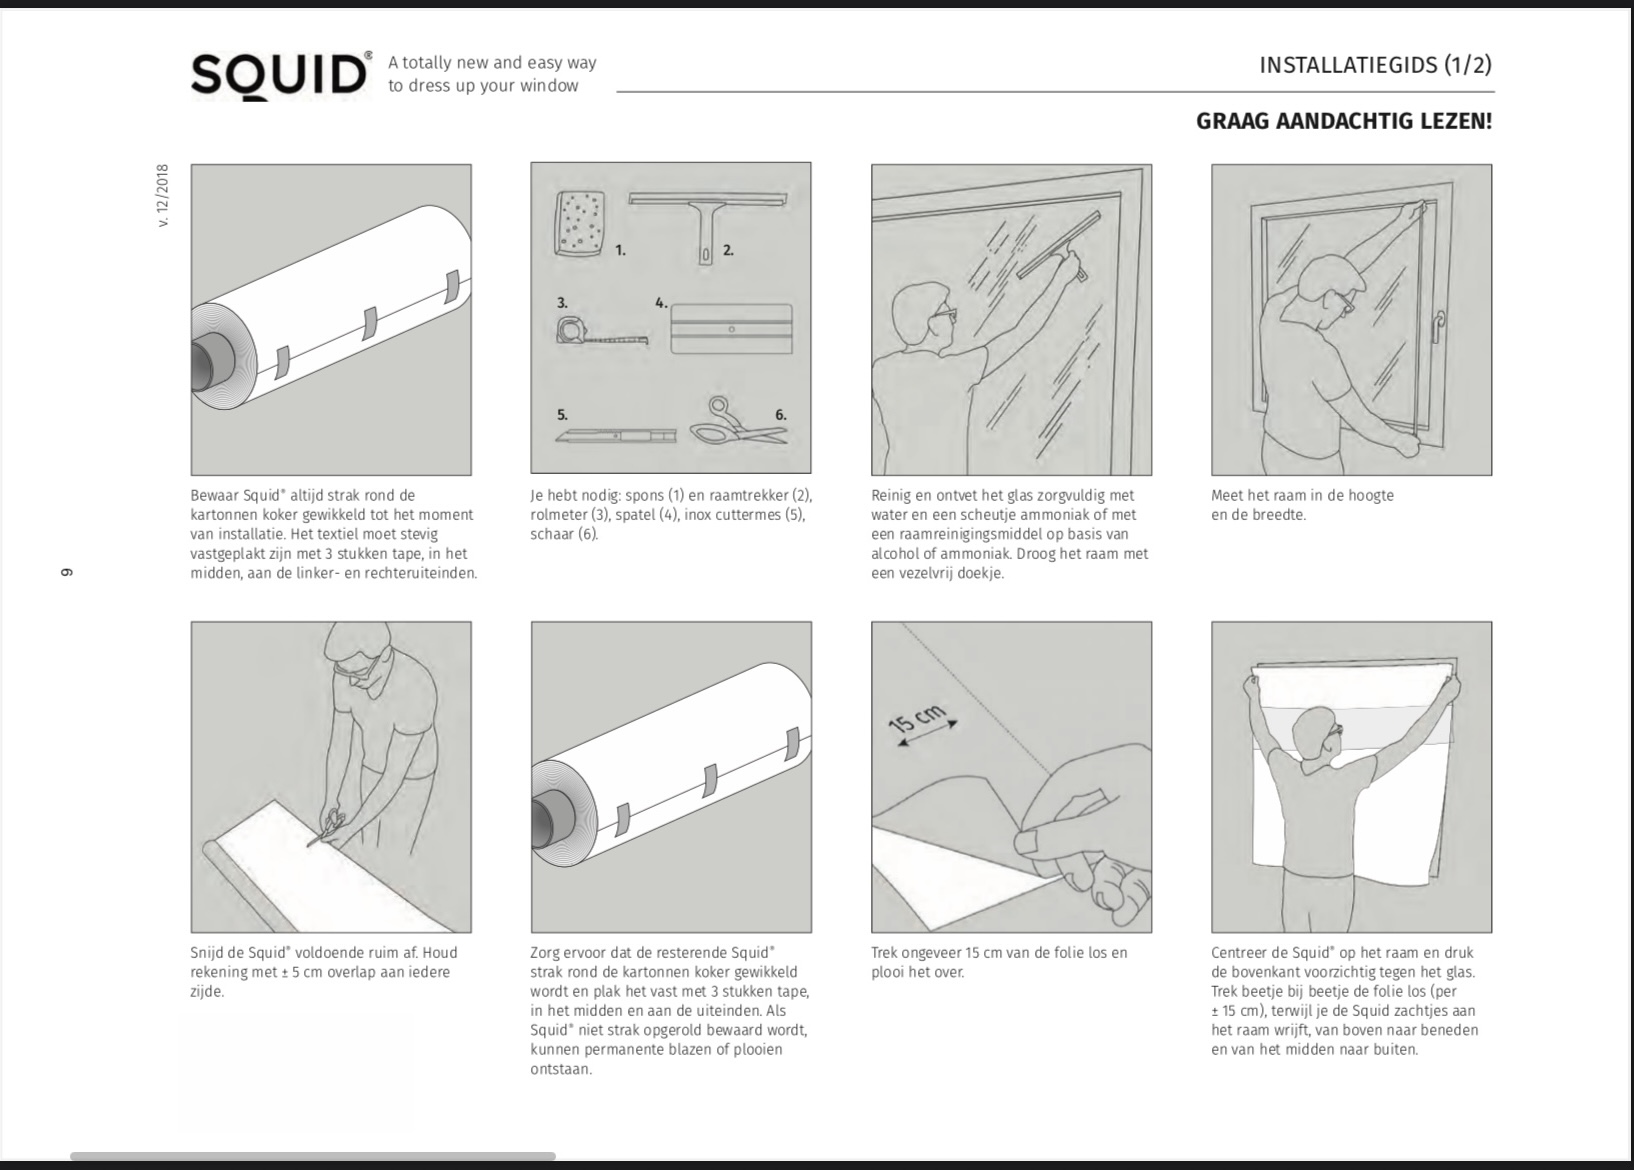 SQUID®
A totally new and easy way
to dress up your window
INSTALLATIEGIDS (1/2)
GRAAG AANDACHTIG LEZEN!
v. 12/2018
1.
2.
3.
4.
5.
6.
Bewaar Squid® altijd strak rond de
kartonnen koker gewikkeld tot het moment
van installatie. Het textiel moet stevig
vastgeplakt zijn met 3 stukken tape, in het
midden, aan de linker- en rechteruiteinden.
Je hebt nodig: spons (1) en raamtrekker (2),
rolmeter (3), spatel (4), inox cuttermes (5),
schaar (6).
Reinig en ontvet het glas zorgvuldig met
water en een scheutje ammoniak of met
een raamreinigingsmiddel op basis van
alcohol of ammoniak. Droog het raam met
een vezelvrij doekje.
Meet het raam in de hoogte
en de breedte.
6
15 cm
Snijd de Squid® voldoende ruim af. Houd
rekening met ± 5 cm overlap aan iedere
zijde.
Zorg ervoor dat de resterende Squid®
strak rond de kartonnen koker gewikkeld
wordt en plak het vast met 3 stukken tape,
in het midden en aan de uiteinden. Als
Squid® niet strak opgerold bewaard wordt,
kunnen permanente blazen of plooien
ontstaan.
Trek ongeveer 15 cm van de folie los en
plooi het over.
Centreer de Squid® op het raam en druk
de bovenkant voorzichtig tegen het glas.
Trek beetje bij beetje de folie los (per
± 15 cm), terwijl je de Squid zachtjes aan
het raam wrijft, van boven naar beneden
en van het midden naar buiten.